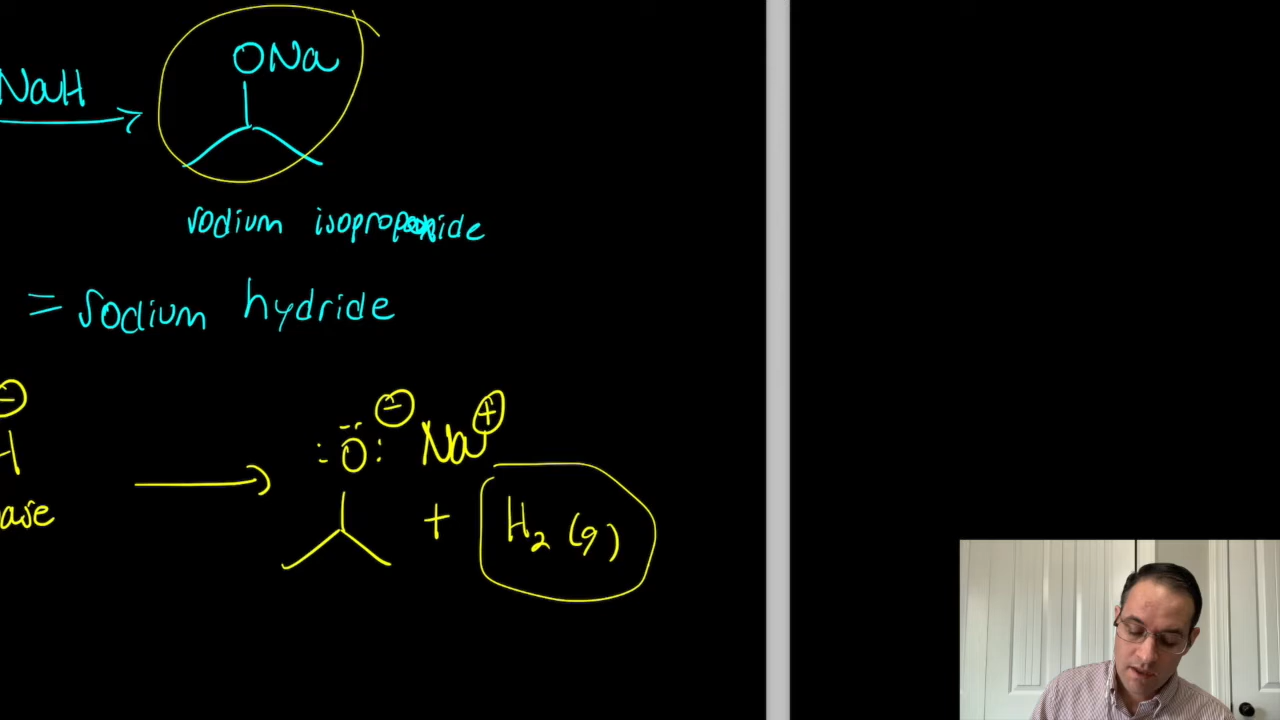 ONa
NaH
sodium isopropoxide
= sodium hydride
⊖
:Ö: ⊖ Na ⊕
H
ase
+ H₂ (g)